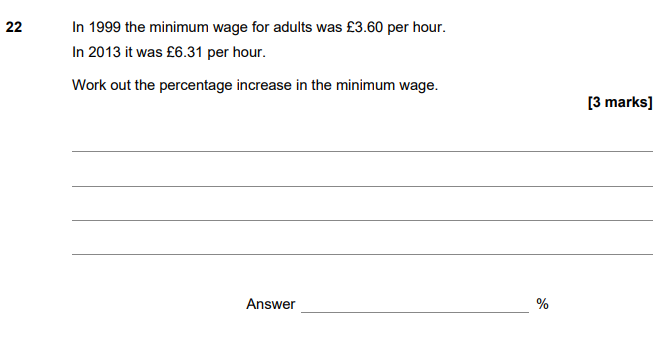 22 In 1999 the minimum wage for adults was £3.60 per hour.
In 2013 it was £6.31 per hour.
Work out the percentage increase in the minimum wage.
[3 marks]
Answer %